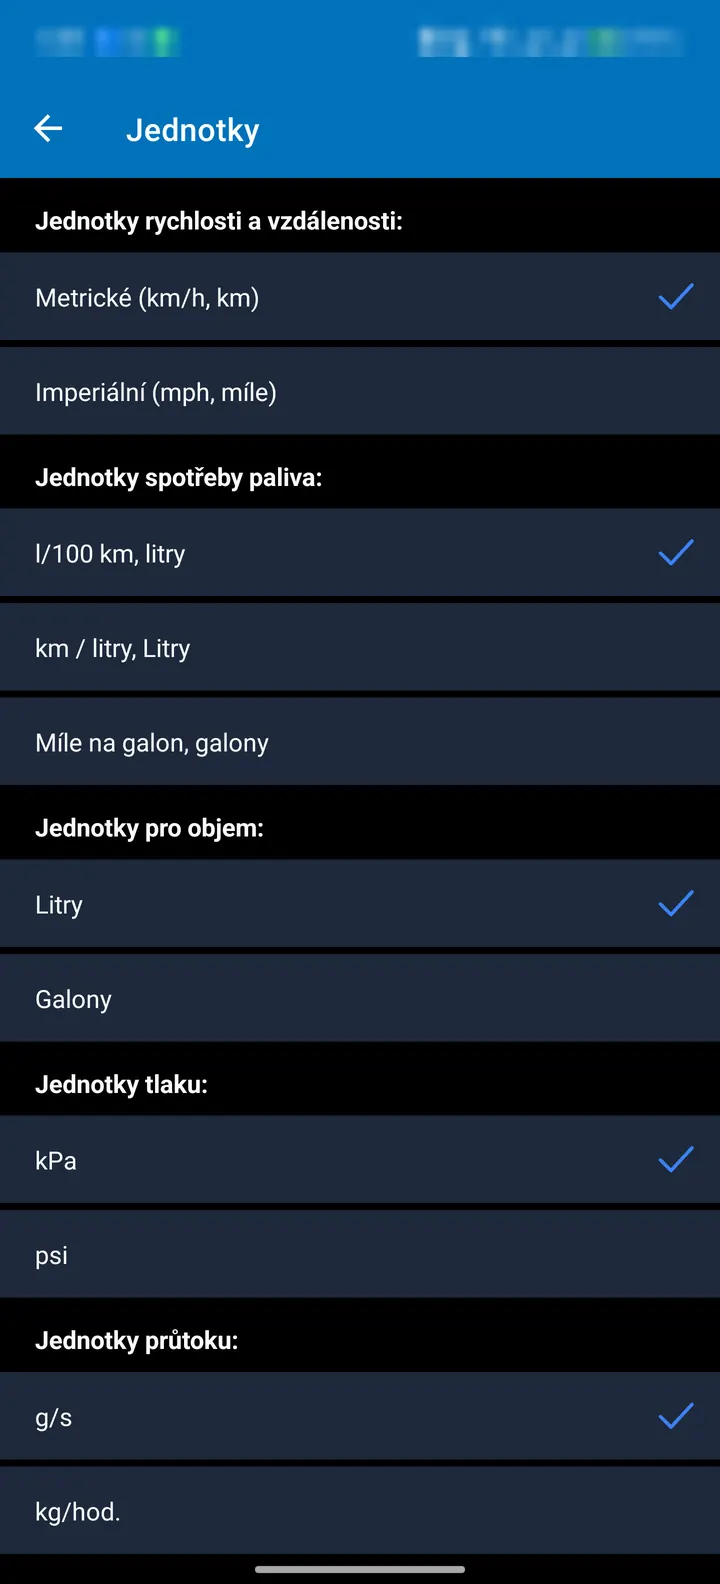 Jednotky
Jednotky rychlosti a vzdálenosti:
Metrické (km/h, km)
Imperiální (mph, míle)
Jednotky spotřeby paliva:
l/100 km, litry
km / litry, Litry
Míle na galon, galony
Jednotky pro objem:
Litry
Galony
Jednotky tlaku:
kPa
psi
Jednotky průtoku:
g/s
kg/hod.